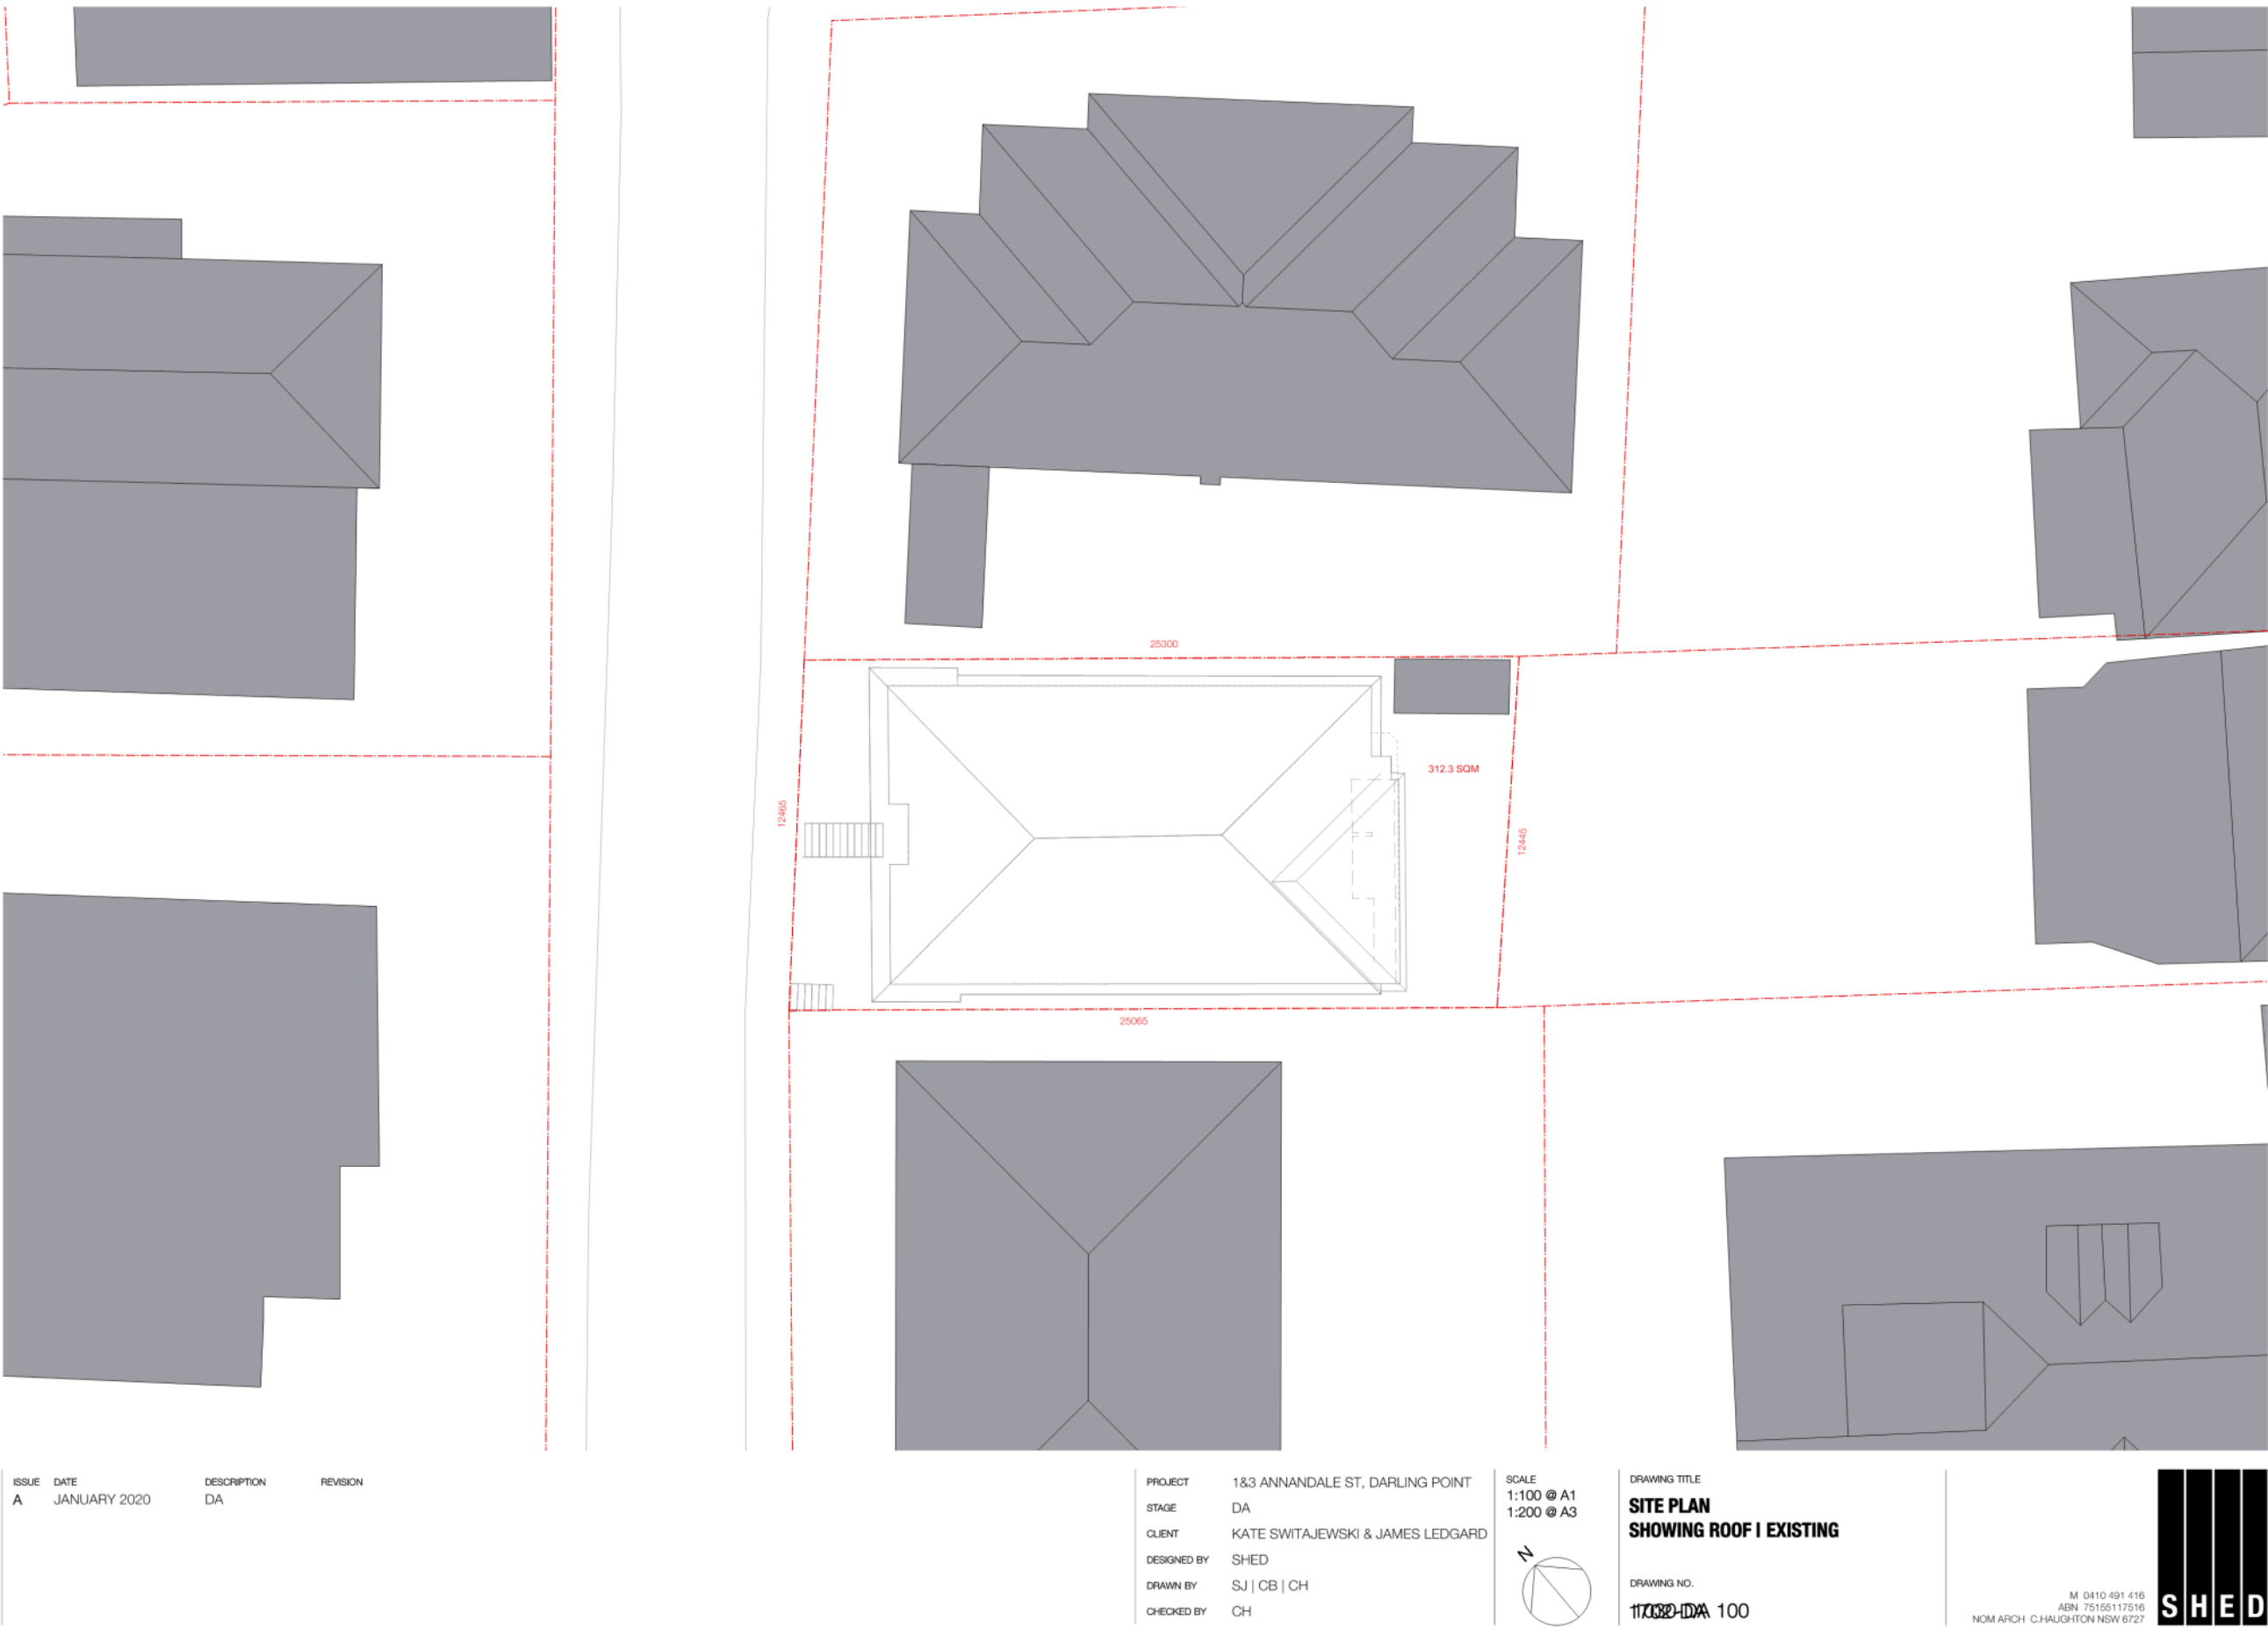 25300
312.3 SQM
12465
12445
25065
ISSUE DATE DESCRIPTION REVISION
A JANUARY 2020 DA
PROJECT 1&3 ANNANDALE ST, DARLING POINT
STAGE DA
CLIENT KATE SWITAJEWSKI & JAMES LEDGARD
DESIGNED BY SHED
DRAWN BY SJ | CB | CH
CHECKED BY CH
SCALE
1:100 @ A1
1:200 @ A3
N
DRAWING TITLE
SITE PLAN
SHOWING ROOF I EXISTING
DRAWING NO.
100
M 0410 491 416
ABN 75155117516
NOM ARCH C.HAUGHTON NSW 6727
SHED